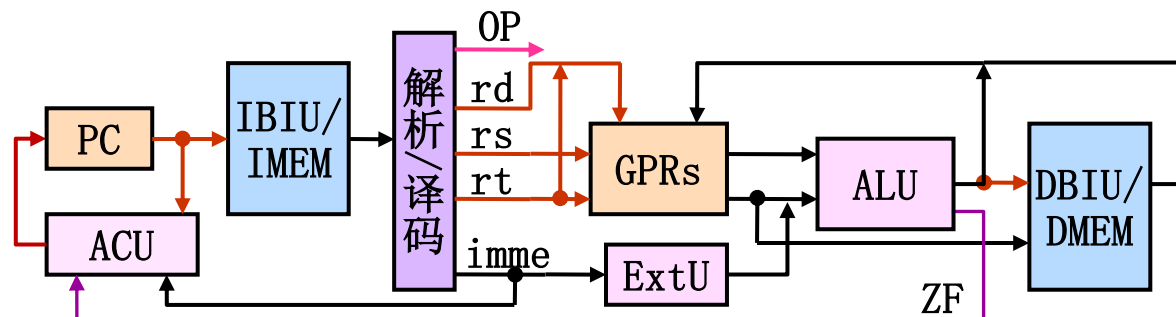 OP
rd
rs
rt
imme
PC
ACU
IBIU/
IMEM
解析/译码
GPRs
ExtU
ALU
ZF
DBIU/
DMEM